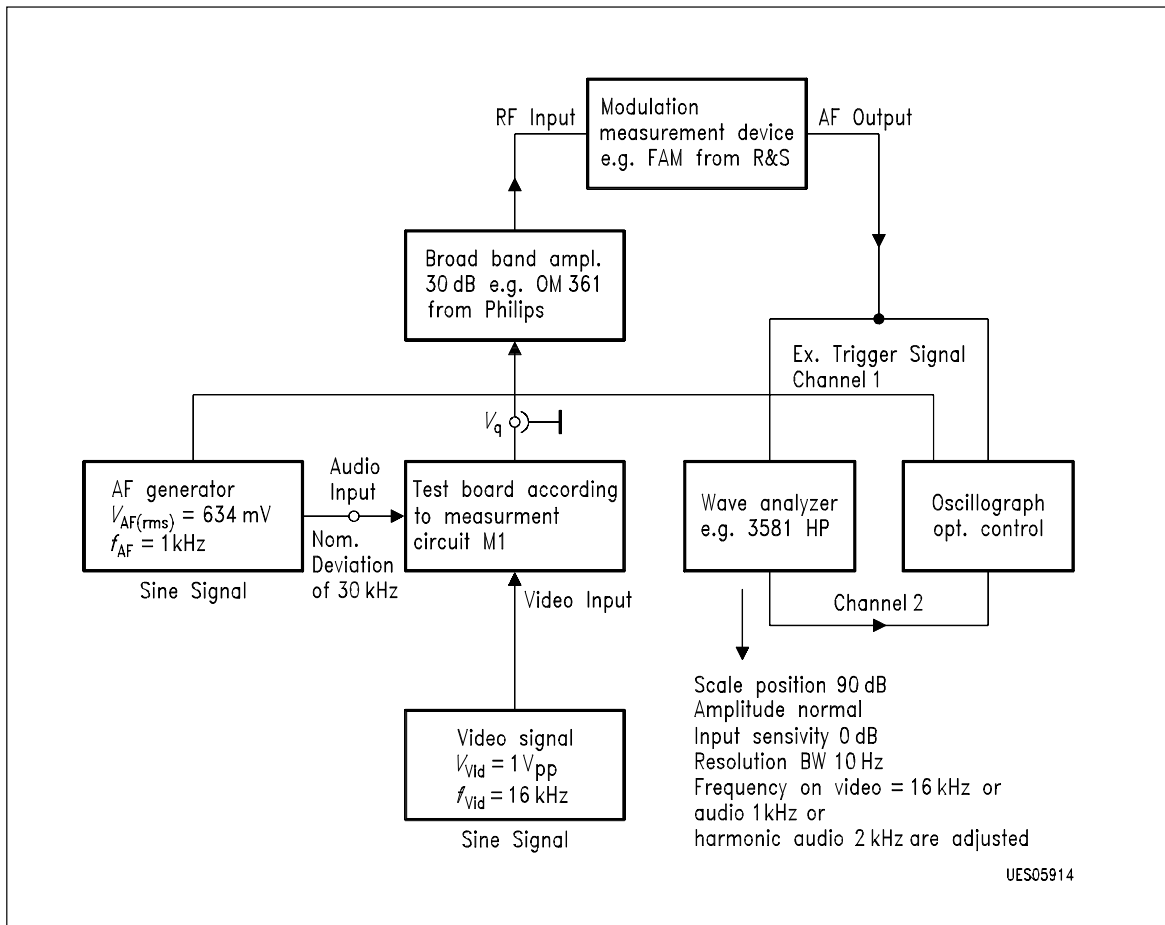 RF Input
Modulation
measurement device
e.g. FAM from R&S
AF Output
Broad band ampl.
30 dB e.g. OM 361
from Philips
Ex. Trigger Signal
Channel 1
Vq
AF generator
VAF(rms) = 634 mV
fAF = 1 kHz
Sine Signal
Audio
Input
Nom.
Deviation
of 30 kHz
Test board according
to measurment
circuit M1
Wave analyzer
e.g. 3581 HP
Oscillograph
opt. control
Video Input
Channel 2
Video signal
VVid = 1 Vpp
fVid = 16 kHz
Sine Signal
Scale position 90 dB
Amplitude normal
Input sensivity 0 dB
Resolution BW 10 Hz
Frequency on video = 16 kHz or
audio 1 kHz or
harmonic audio 2 kHz are adjusted
UES05914